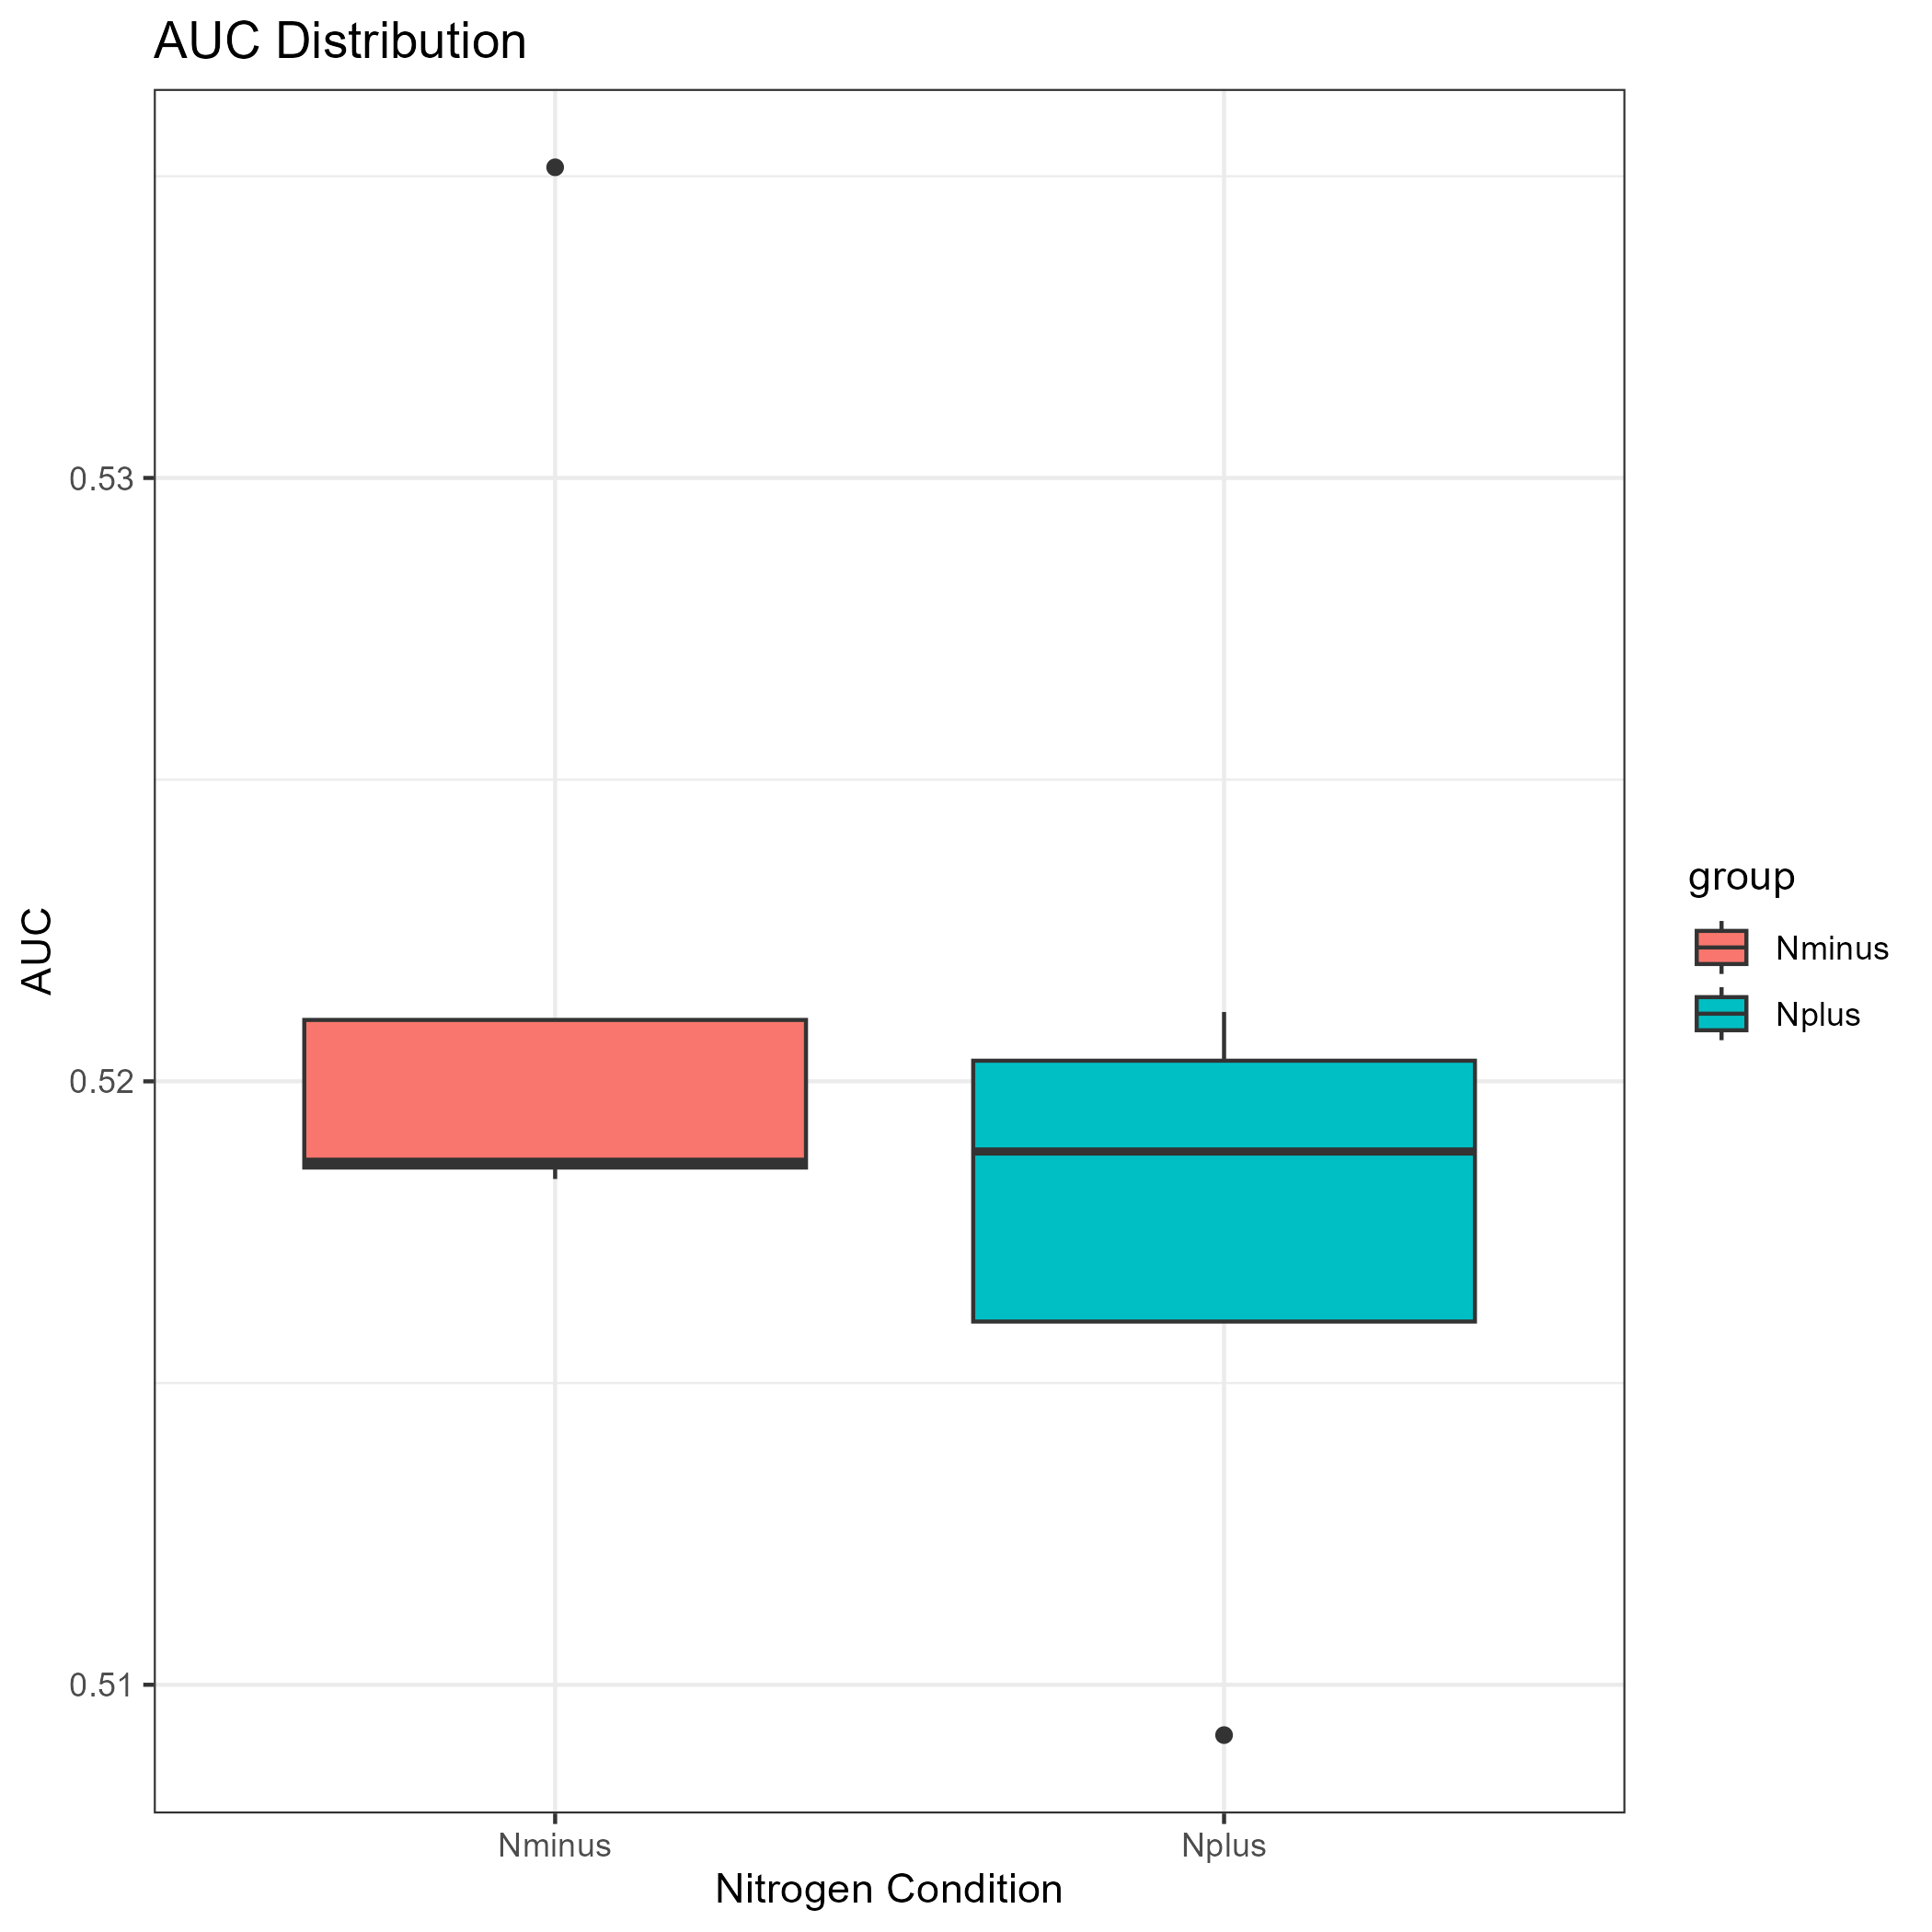 AUC Distribution
AUC
0.53
0.52
0.51
Nminus
Nplus
Nitrogen Condition
group
Nminus
Nplus